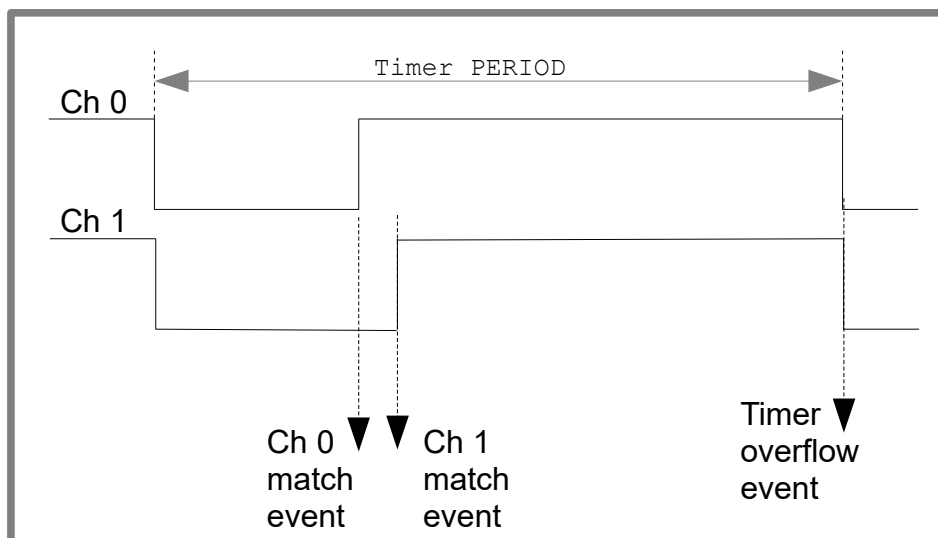 Timer PERIOD
Ch 0
Ch 1
Ch 0
match
event
Ch 1
match
event
Timer
overflow
event